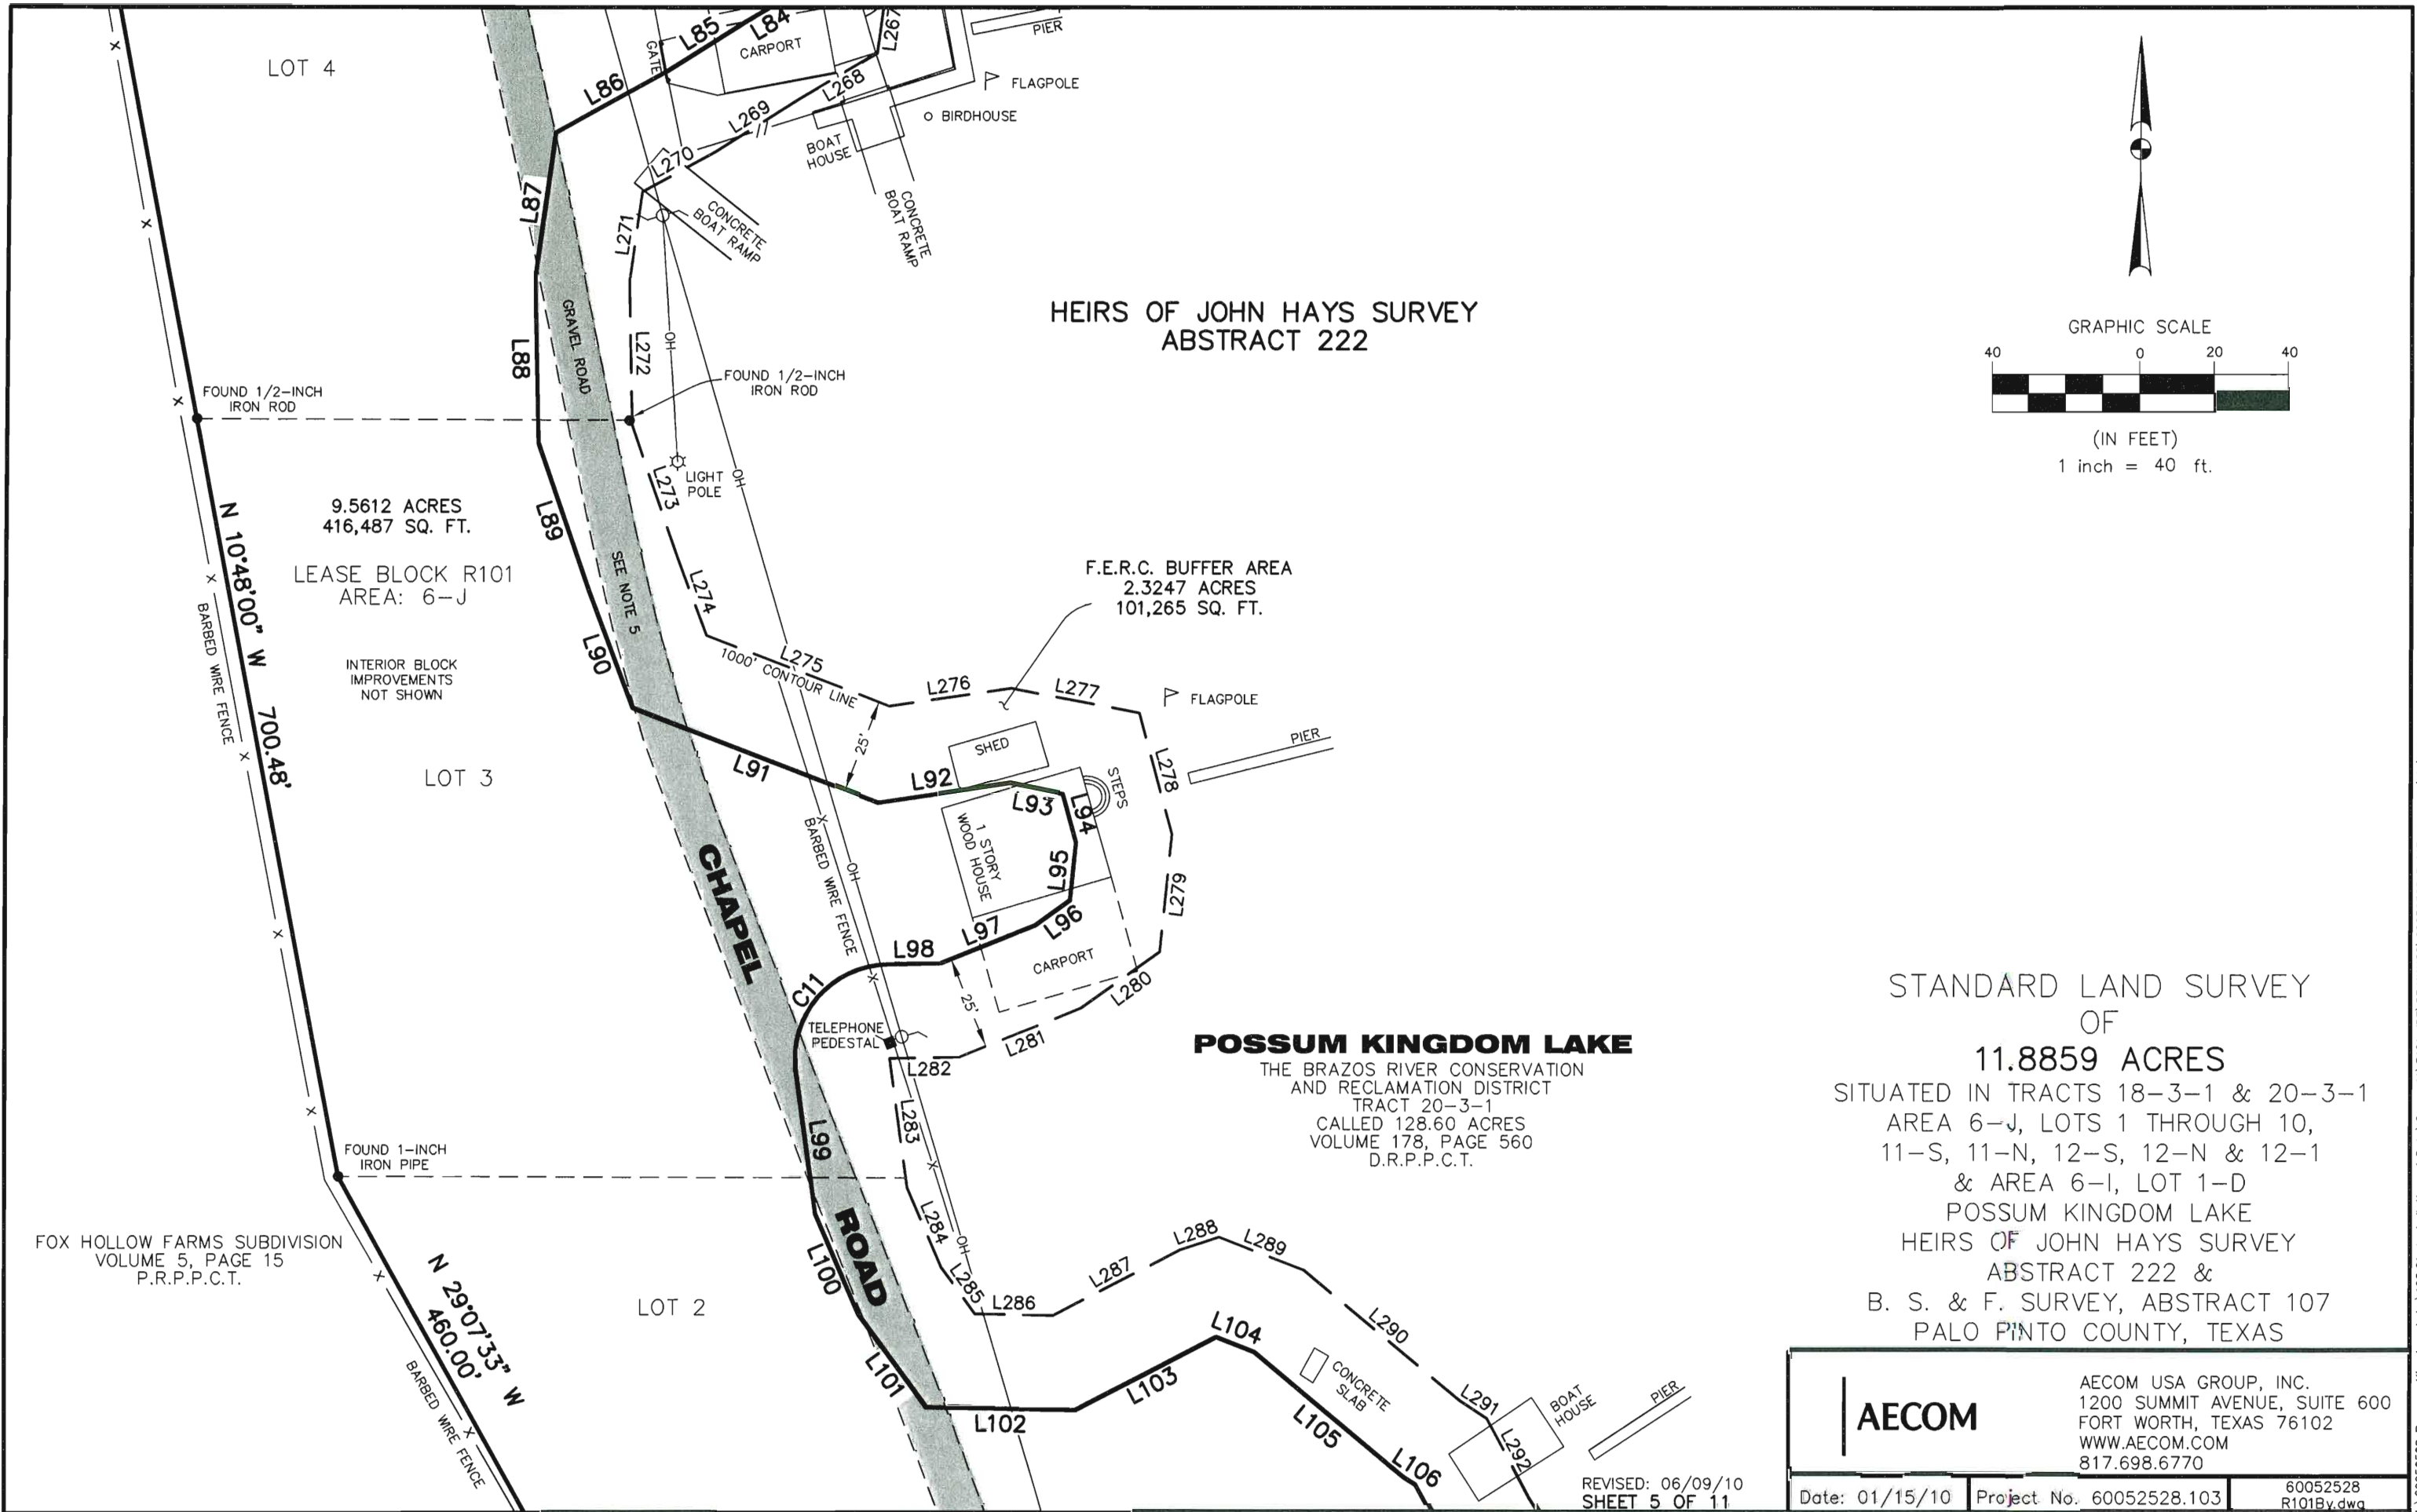 LOT 4
L85
L84
L267
PIER
GATE
CARPORT
L86
L268
FLAGPOLE
L269
BIRDHOUSE
BOAT
HOUSE
L270
CONCRETE
BOAT RAMP
CONCRETE
BOAT RAMP
L87
L271
GRAVEL ROAD
L88
L272
OH
FOUND 1/2-INCH
IRON ROD
FOUND 1/2-INCH
IRON ROD
HEIRS OF JOHN HAYS SURVEY
ABSTRACT 222
GRAPHIC SCALE
40 0 20 40
(IN FEET)
1 inch = 40 ft.
LIGHT
POLE
OH
L273
L89
9.5612 ACRES
416,487 SQ. FT.
LEASE BLOCK R101
AREA: 6-J
INTERIOR BLOCK
IMPROVEMENTS
NOT SHOWN
N 10°48'00" W 700.48'
BARBED WIRE FENCE
SEE NOTE 5
L274
L90
F.E.R.C. BUFFER AREA
2.3247 ACRES
101,265 SQ. FT.
L275
1000' CONTOUR LINE
L276
L277
FLAGPOLE
25'
SHED
PIER
L278
LOT 3
L91
L92
L93
L94
STEPS
1 STORY
WOOD HOUSE
BARBED WIRE FENCE
OH
L95
L279
CHAPEL
L96
L97
L98
CARPORT
L280
C11
25'
TELEPHONE
PEDESTAL
L281
L282
POSSUM KINGDOM LAKE
THE BRAZOS RIVER CONSERVATION
AND RECLAMATION DISTRICT
TRACT 20-3-1
CALLED 128.60 ACRES
VOLUME 178, PAGE 560
D.R.P.P.C.T.
L283
L99
FOUND 1-INCH
IRON PIPE
FOX HOLLOW FARMS SUBDIVISION
VOLUME 5, PAGE 15
P.R.P.P.C.T.
N 29°07'33" W
460.00'
BARBED WIRE FENCE
LOT 2
ROAD
L284
OH
L100
L285
L286
L287
L288
L289
L290
L101
L102
L103
L104
CONCRETE
SLAB
L105
L106
L291
BOAT
HOUSE
L292
PIER
STANDARD LAND SURVEY
OF
11.8859 ACRES
SITUATED IN TRACTS 18-3-1 & 20-3-1
AREA 6-J, LOTS 1 THROUGH 10,
11-S, 11-N, 12-S, 12-N & 12-1
& AREA 6-I, LOT 1-D
POSSUM KINGDOM LAKE
HEIRS OF JOHN HAYS SURVEY
ABSTRACT 222 &
B. S. & F. SURVEY, ABSTRACT 107
PALO PINTO COUNTY, TEXAS
AECOM
AECOM USA GROUP, INC.
1200 SUMMIT AVENUE, SUITE 600
FORT WORTH, TEXAS 76102
WWW.AECOM.COM
817.698.6770
REVISED: 06/09/10
SHEET 5 OF 11
Date: 01/15/10
Project No. 60052528.103
60052528
R101By.dwg